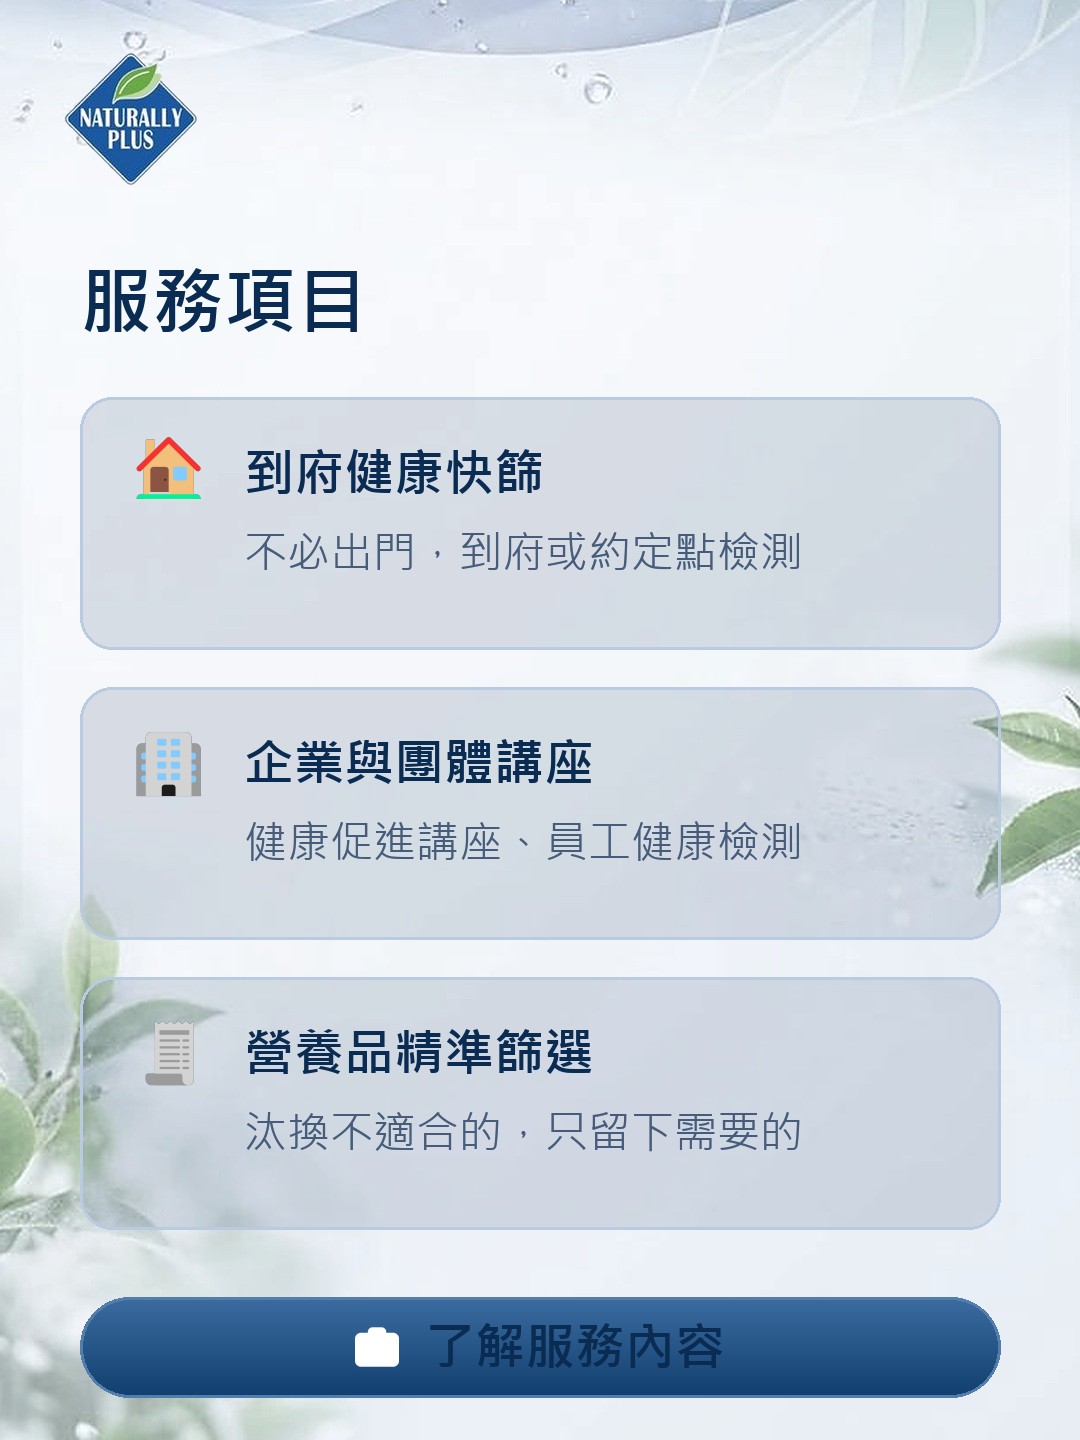 NATURALLY
PLUS
服務項目
到府健康快篩
不必出門，到府或約定點檢測
企業與團體講座
健康促進講座、員工健康檢測
營養品精準篩選
汰換不適合的，只留下需要的
了解服務內容